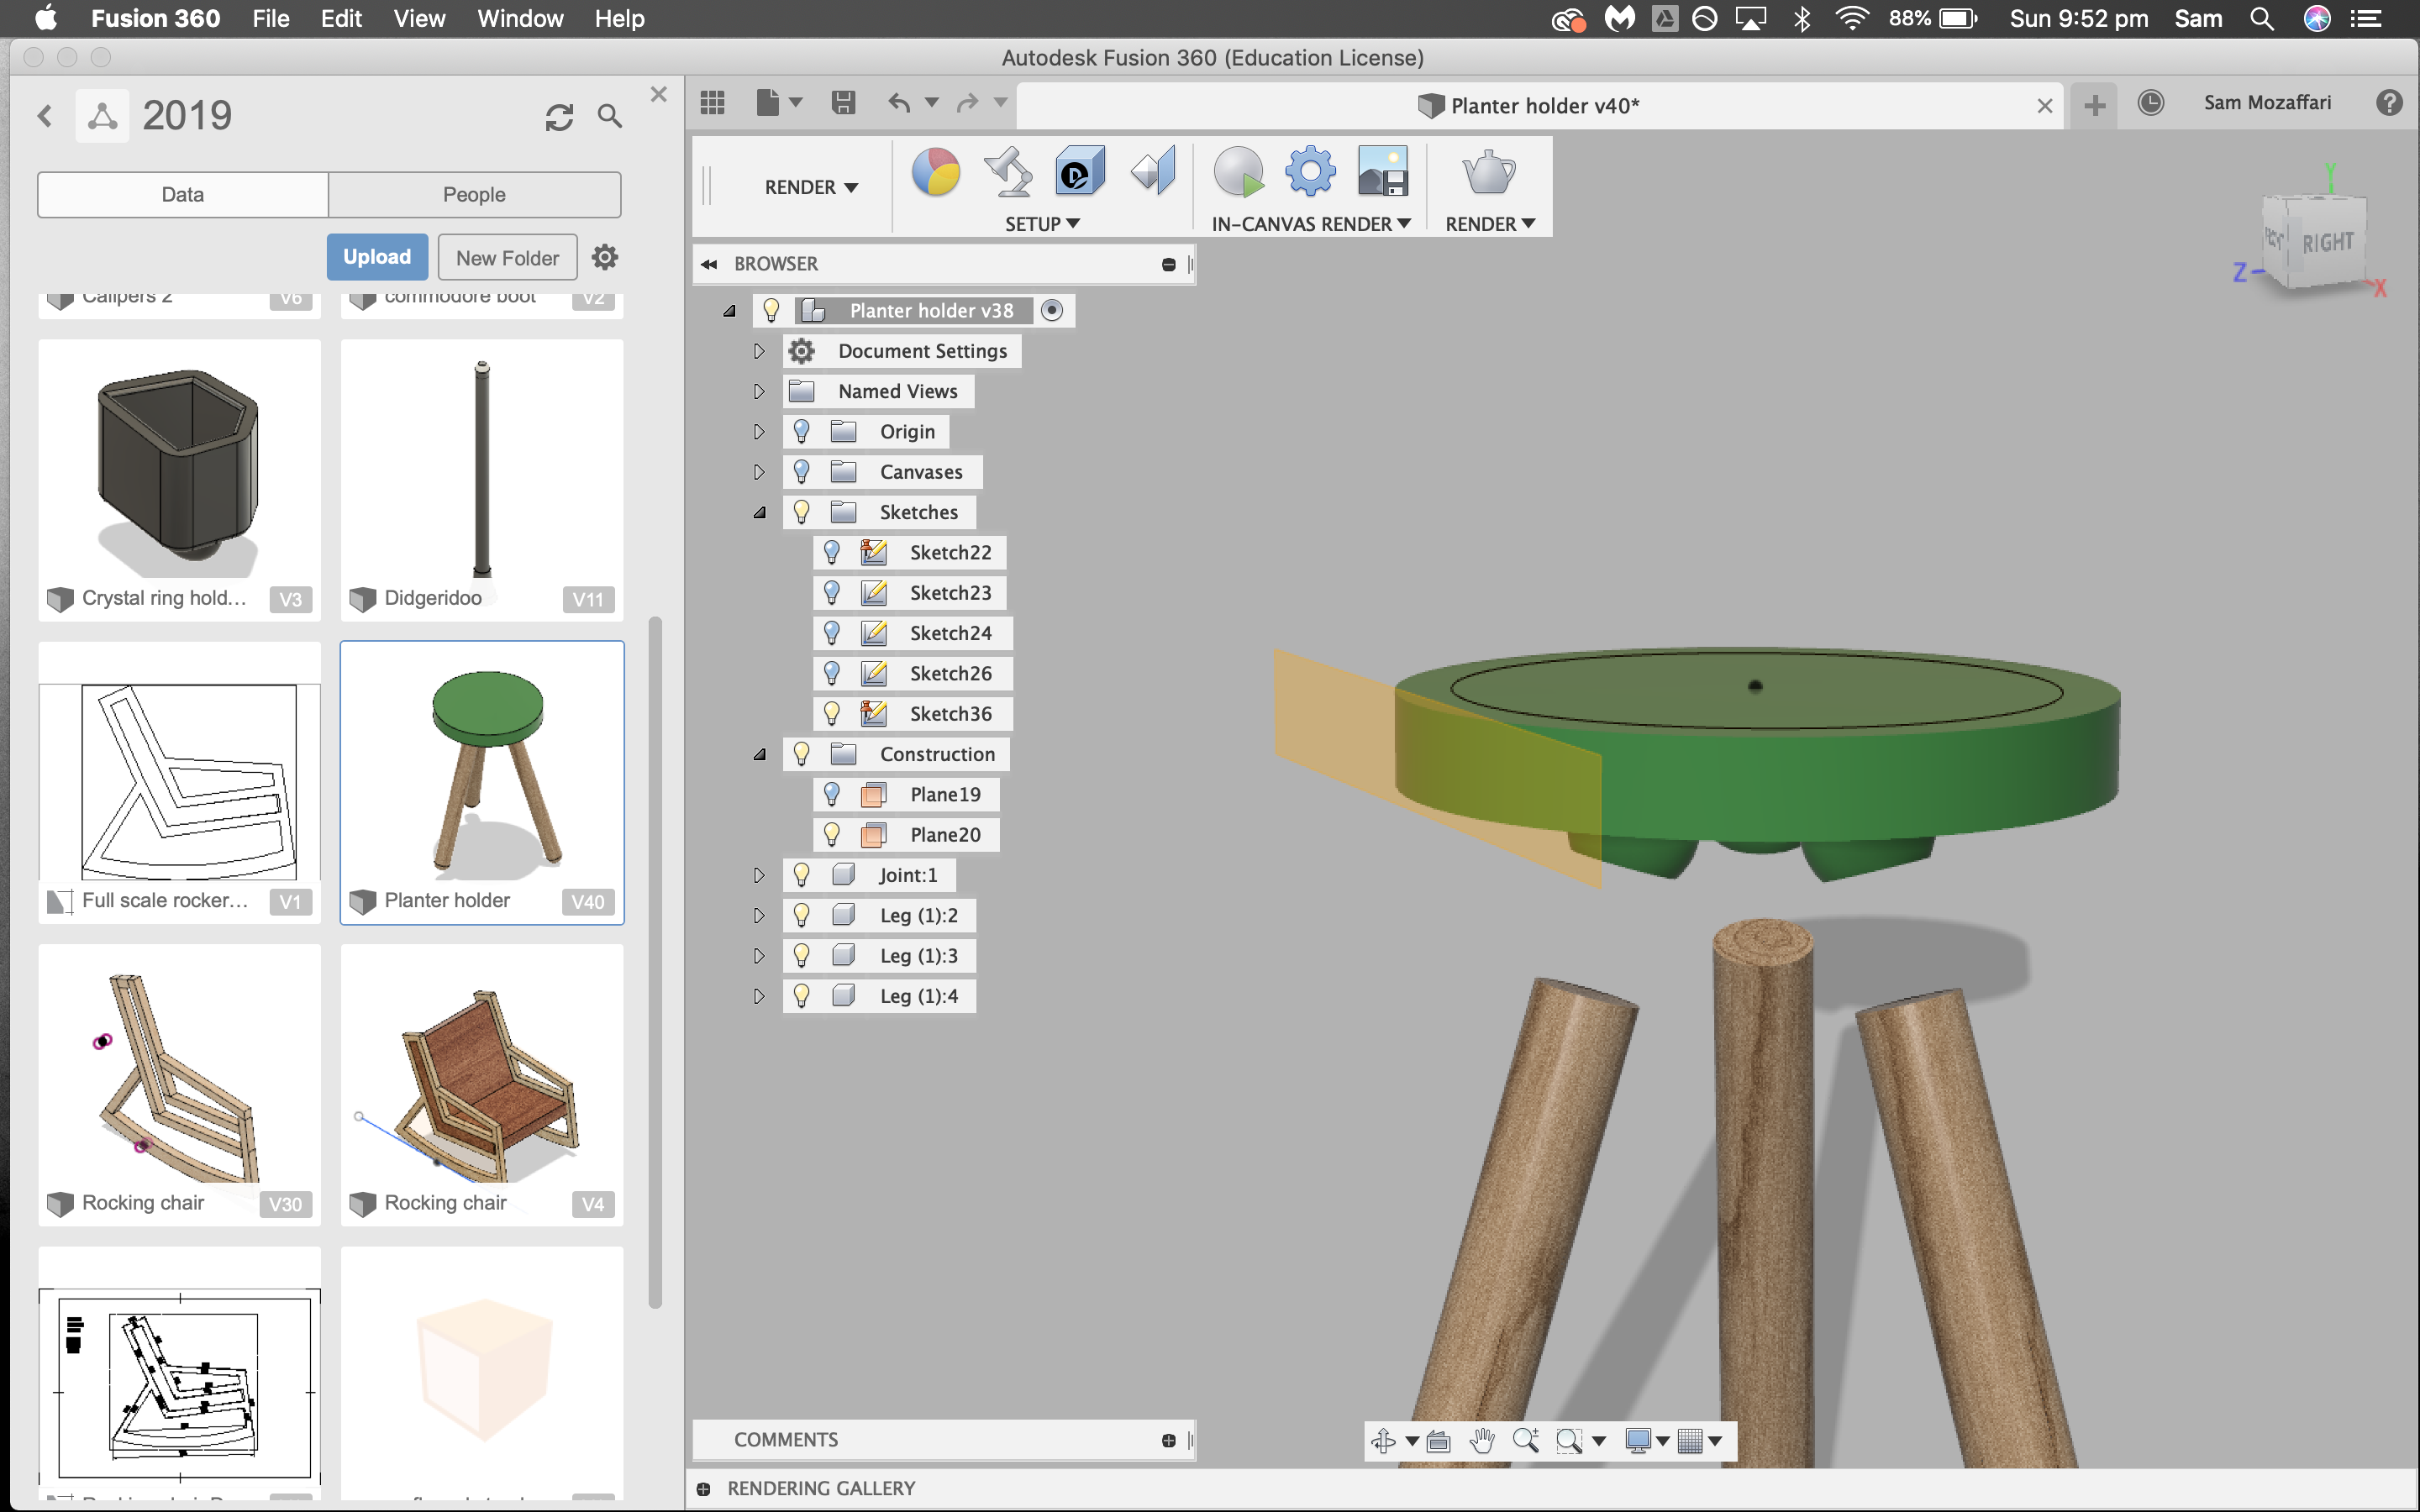 Fusion 360 File Edit View Window Help
88% Sun 9:52 pm Sam
Autodesk Fusion 360 (Education License)
2019
Planter holder v40*
Sam Mozaffari
Data People
Upload New Folder
RENDER
SETUP
IN-CANVAS RENDER
RENDER
Y
RIGHT
Z
X
BROWSER
Planter holder v38
Document Settings
Named Views
Origin
Canvases
Sketches
Sketch22
Sketch23
Sketch24
Sketch26
Sketch36
Construction
Plane19
Plane20
Joint:1
Leg (1):2
Leg (1):3
Leg (1):4
Callipers 2 V6
commodore boot V2
Crystal ring hold... V3
Didgeridoo V11
Full scale rocker... V1
Planter holder V40
Rocking chair V30
Rocking chair V4
COMMENTS
RENDERING GALLERY